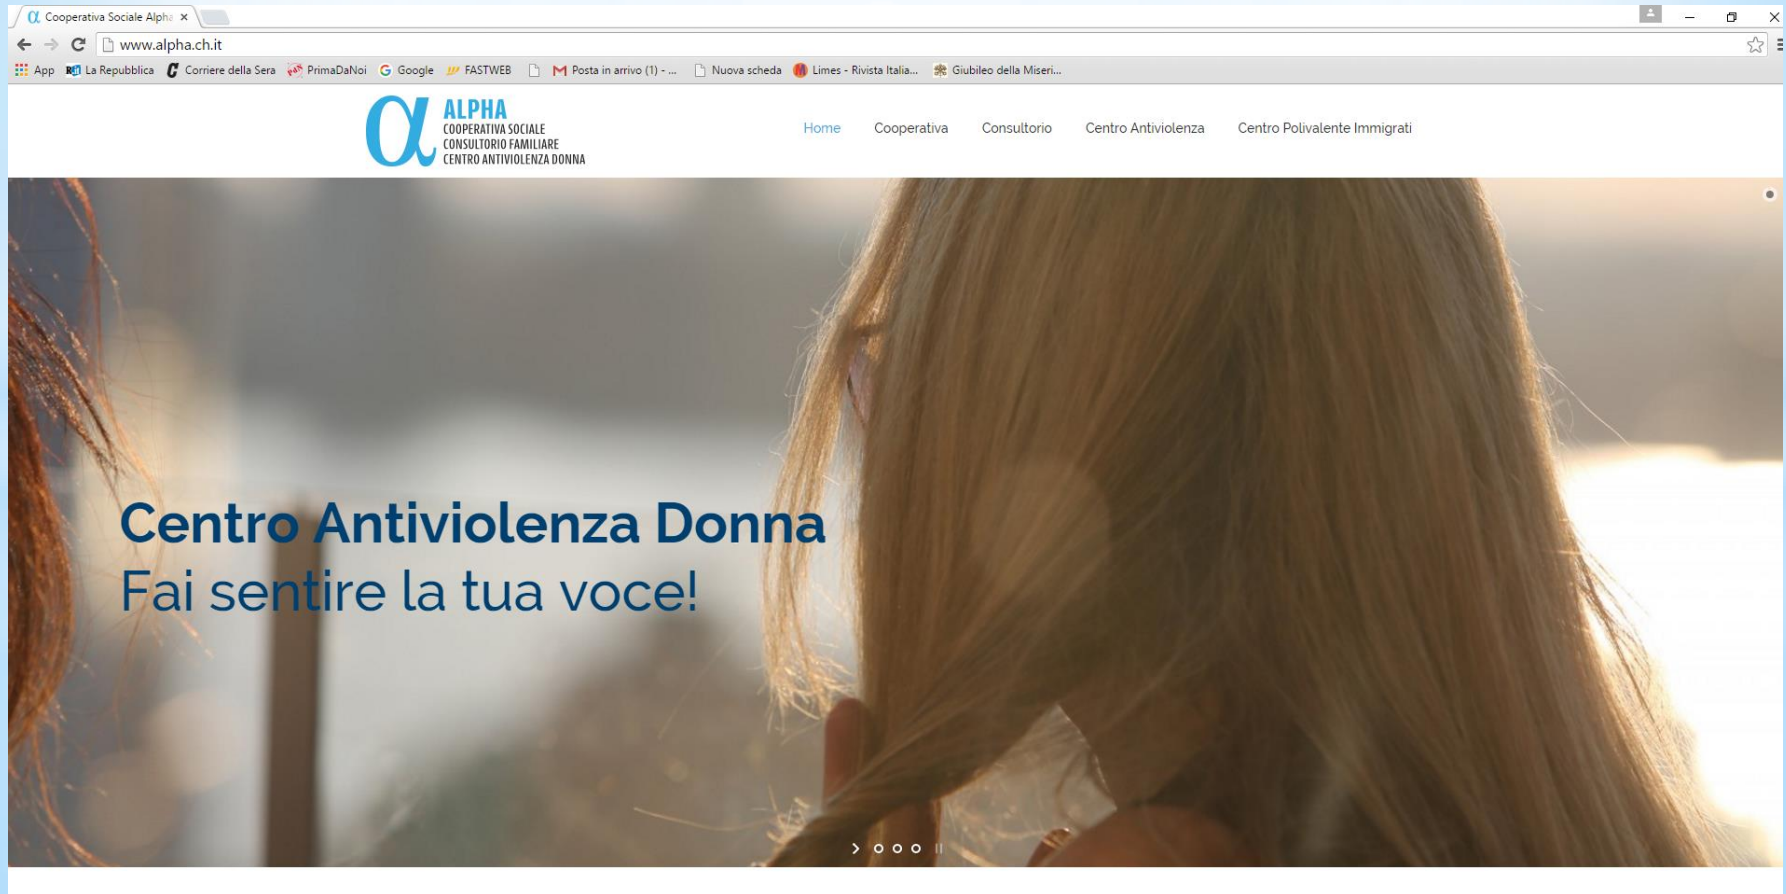 Cooperativa Sociale Alpha
www.alpha.ch.it
App La Repubblica Corriere della Sera PrimaDaNoi Google FASTWEB Posta in arrivo (1) - ... Nuova scheda Limes - Rivista Italia... Giubileo della Miseri...
α ALPHA
COOPERATIVA SOCIALE
CONSULTORIO FAMILIARE
CENTRO ANTIVIOLENZA DONNA
Home Cooperativa Consultorio Centro Antiviolenza Centro Polivalente Immigrati
Centro Antiviolenza Donna
Fai sentire la tua voce!